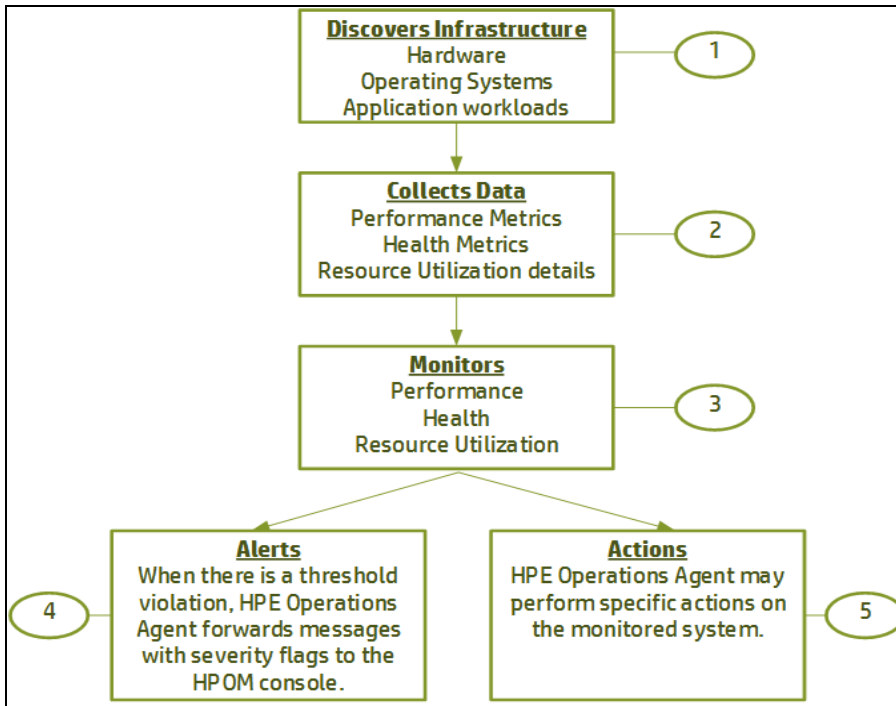 Discovers Infrastructure
Hardware
Operating Systems
Application workloads
1
Collects Data
Performance Metrics
Health Metrics
Resource Utilization details
2
Monitors
Performance
Health
Resource Utilization
3
Alerts
When there is a threshold
violation, HPE Operations
Agent forwards messages
with severity flags to the
HPOM console.
4
Actions
HPE Operations Agent may
perform specific actions on
the monitored system.
5